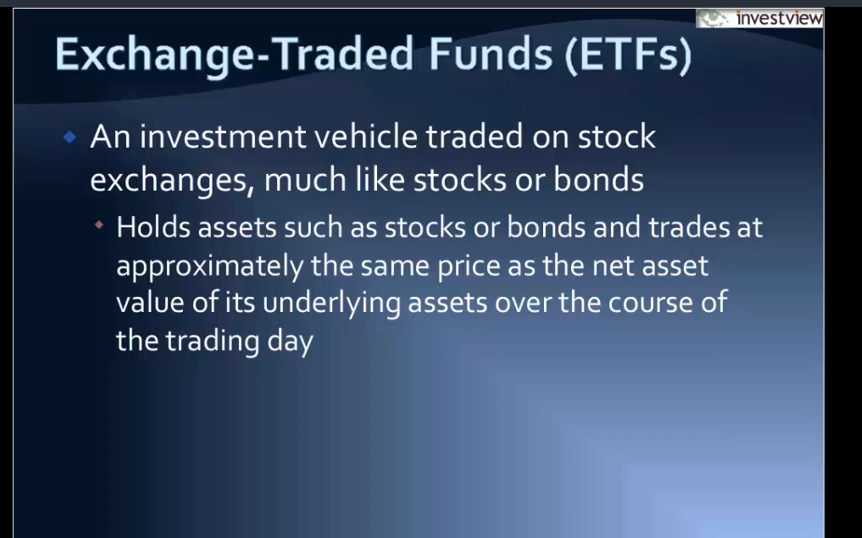 investview
Exchange-Traded Funds (ETFs)
An investment vehicle traded on stock
exchanges, much like stocks or bonds
Holds assets such as stocks or bonds and trades at
approximately the same price as the net asset
value of its underlying assets over the course of
the trading day